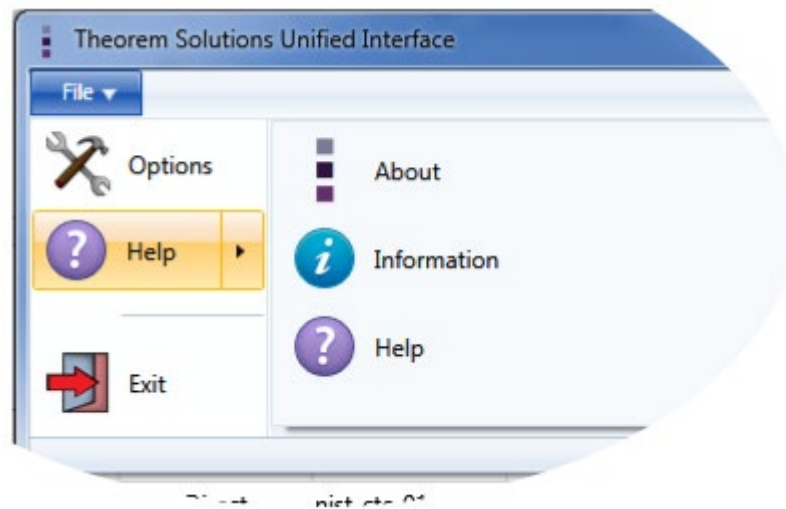 Theorem Solutions Unified Interface
File
Options
Help
Exit
About
Information
Help